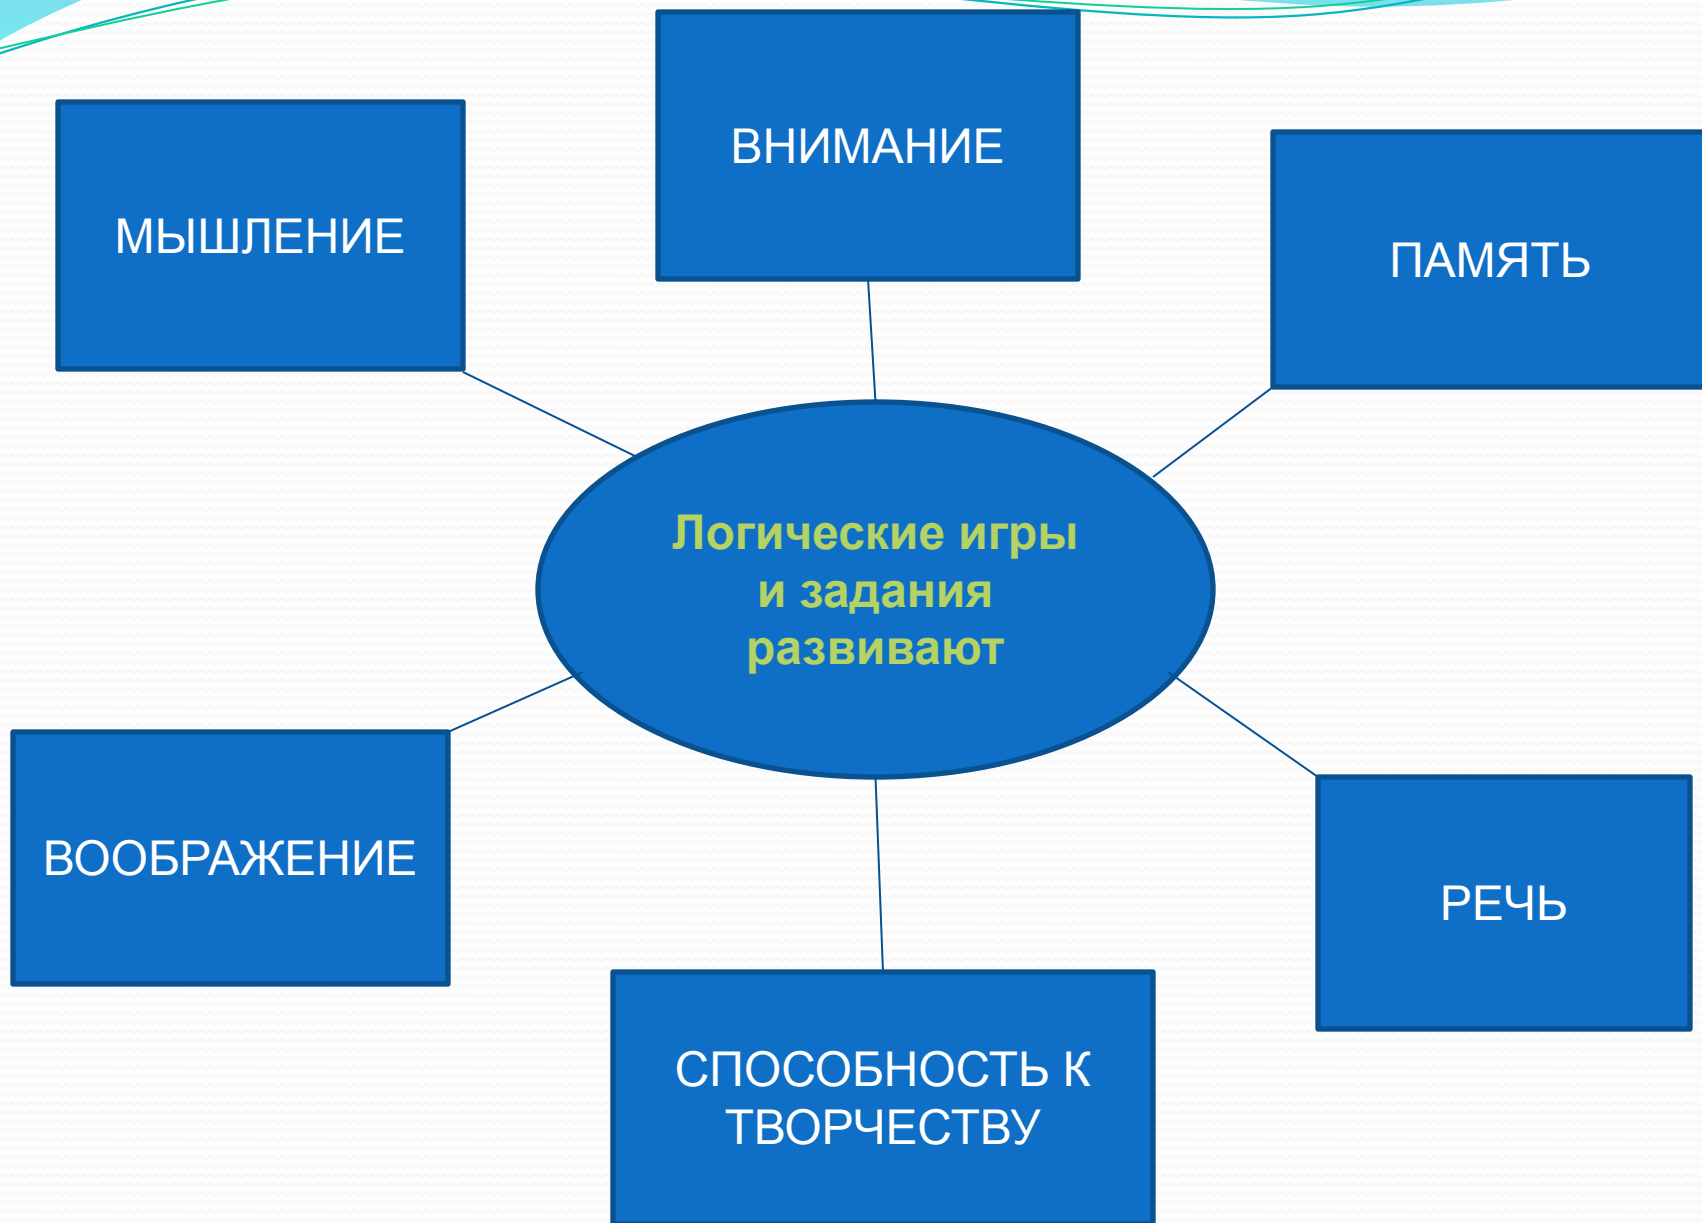 ВНИМАНИЕ
МЫШЛЕНИЕ
ПАМЯТЬ
Логические игры
и задания
развивают
ВООБРАЖЕНИЕ
РЕЧЬ
СПОСОБНОСТЬ К
ТВОРЧЕСТВУ